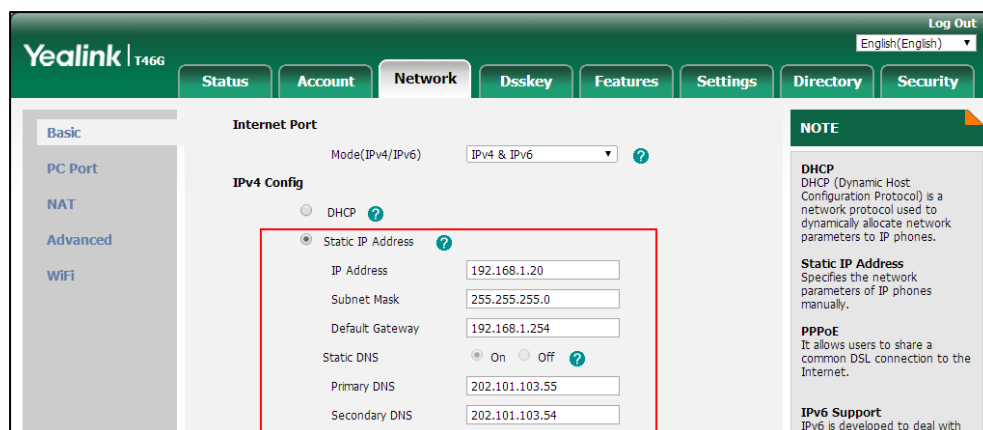 Log Out
Yealink | T46G
English(English)
Status Account Network Dsskey Features Settings Directory Security
Basic
PC Port
NAT
Advanced
WiFi
Internet Port
Mode(IPv4/IPv6) IPv4 & IPv6
IPv4 Config
DHCP
Static IP Address
IP Address 192.168.1.20
Subnet Mask 255.255.255.0
Default Gateway 192.168.1.254
Static DNS On Off
Primary DNS 202.101.103.55
Secondary DNS 202.101.103.54
NOTE
DHCP
DHCP (Dynamic Host
Configuration Protocol) is a
network protocol used to
dynamically allocate network
parameters to IP phones.
Static IP Address
Specifies the network
parameters of IP phones
manually.
PPPoE
It allows users to share a
common DSL connection to the
Internet.
IPv6 Support
IPv6 is developed to deal with